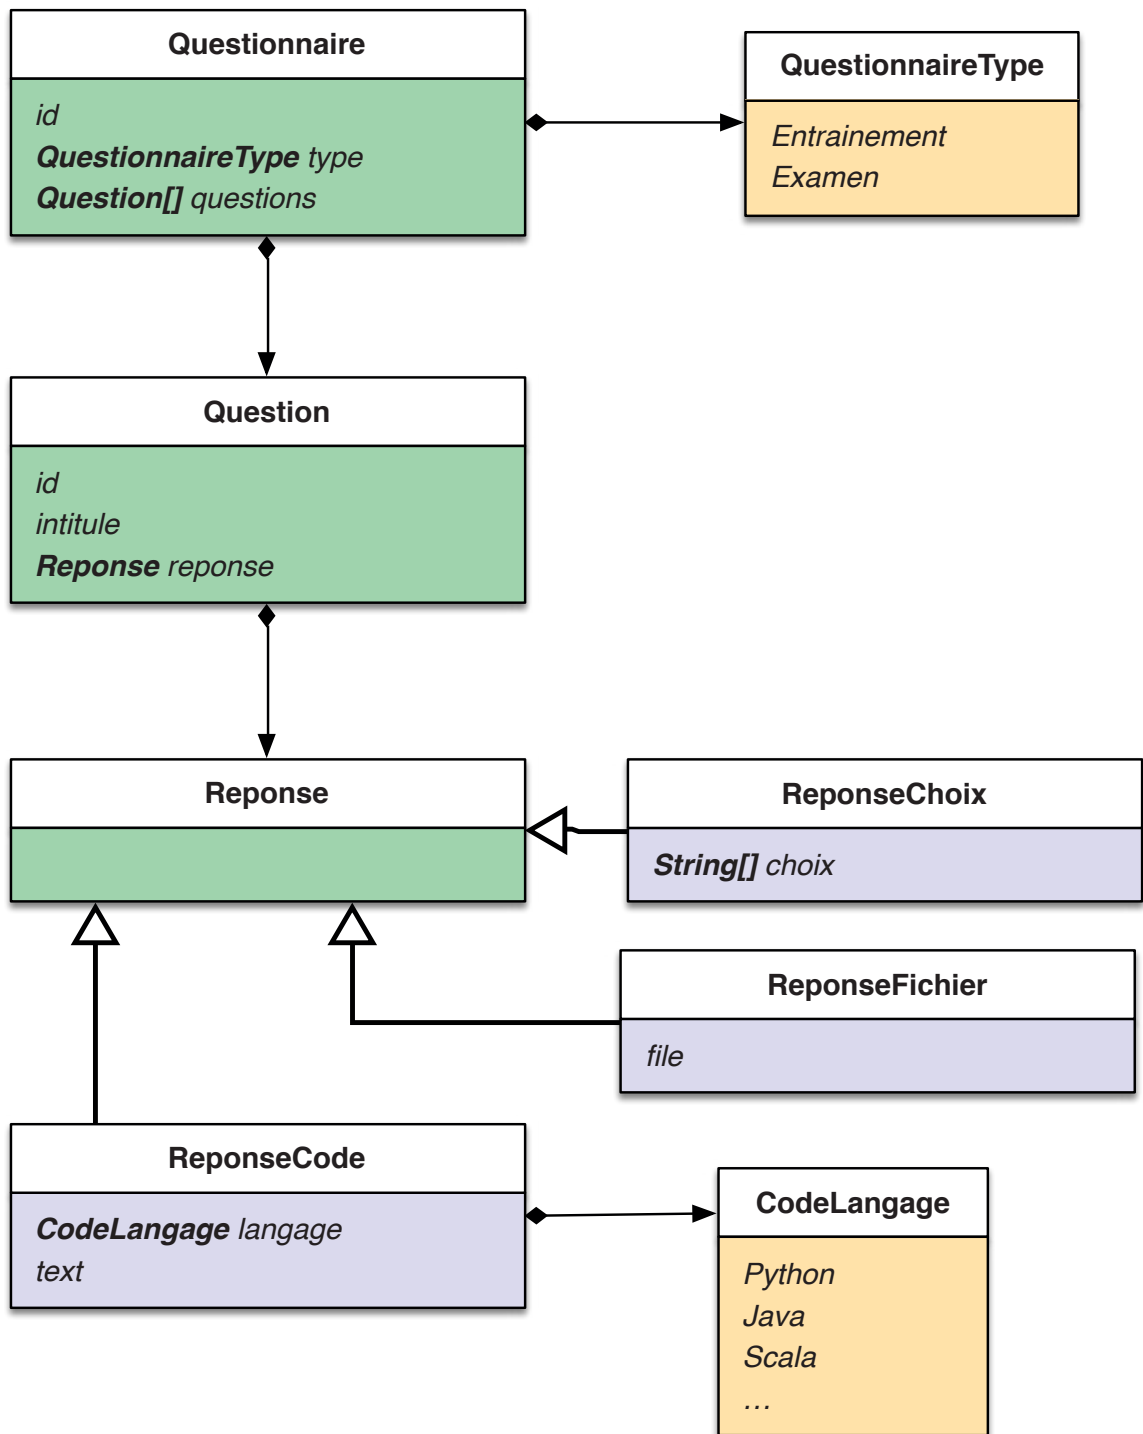 Questionnaire
id
QuestionnaireType type
Question[] questions
QuestionnaireType
Entrainement
Examen
Question
id
intitule
Reponse reponse
Reponse
ReponseChoix
String[] choix
ReponseFichier
file
ReponseCode
CodeLangage langage
text
CodeLangage
Python
Java
Scala
...